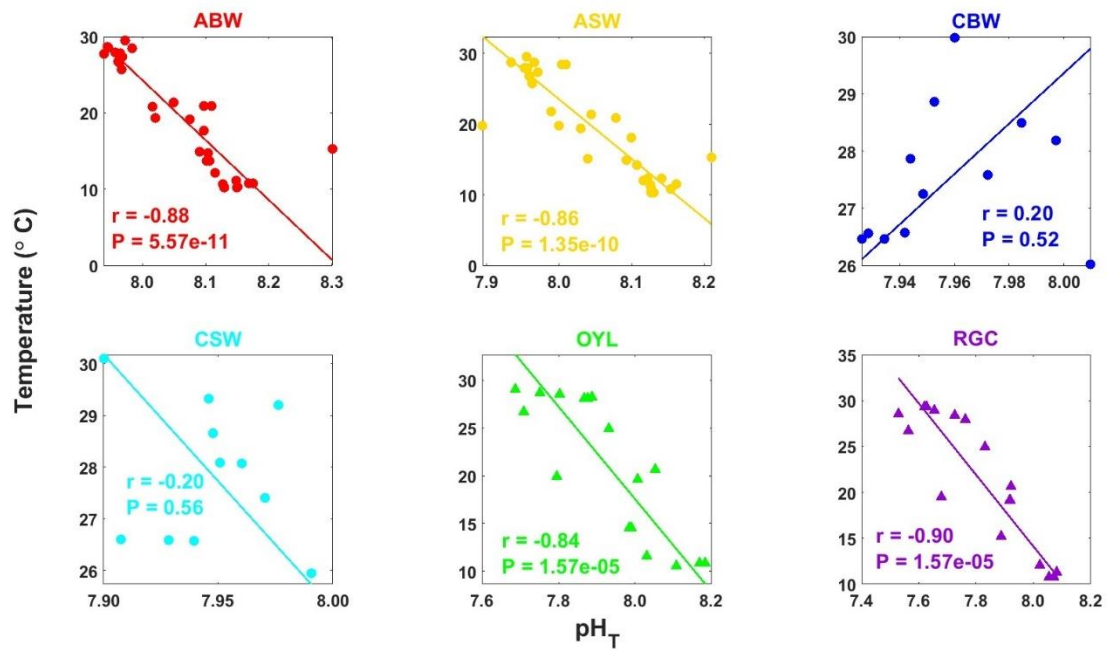 ABW
ASW
CBW
30
20
10
0
8.0
8.1
8.2
8.3
r = -0.88
P = 5.57e-11
30
20
10
0
7.9
8.0
8.1
8.2
r = -0.86
P = 1.35e-10
30
29
28
27
26
7.94
7.96
7.98
8.00
r = 0.20
P = 0.52
Temperature (° C)
CSW
OYL
RGC
30
29
28
27
26
7.90
7.95
8.00
r = -0.20
P = 0.56
30
25
20
15
10
7.6
7.8
8.0
8.2
r = -0.84
P = 1.57e-05
35
30
25
20
15
10
7.4
7.6
7.8
8.0
8.2
r = -0.90
P = 1.57e-05
pHT